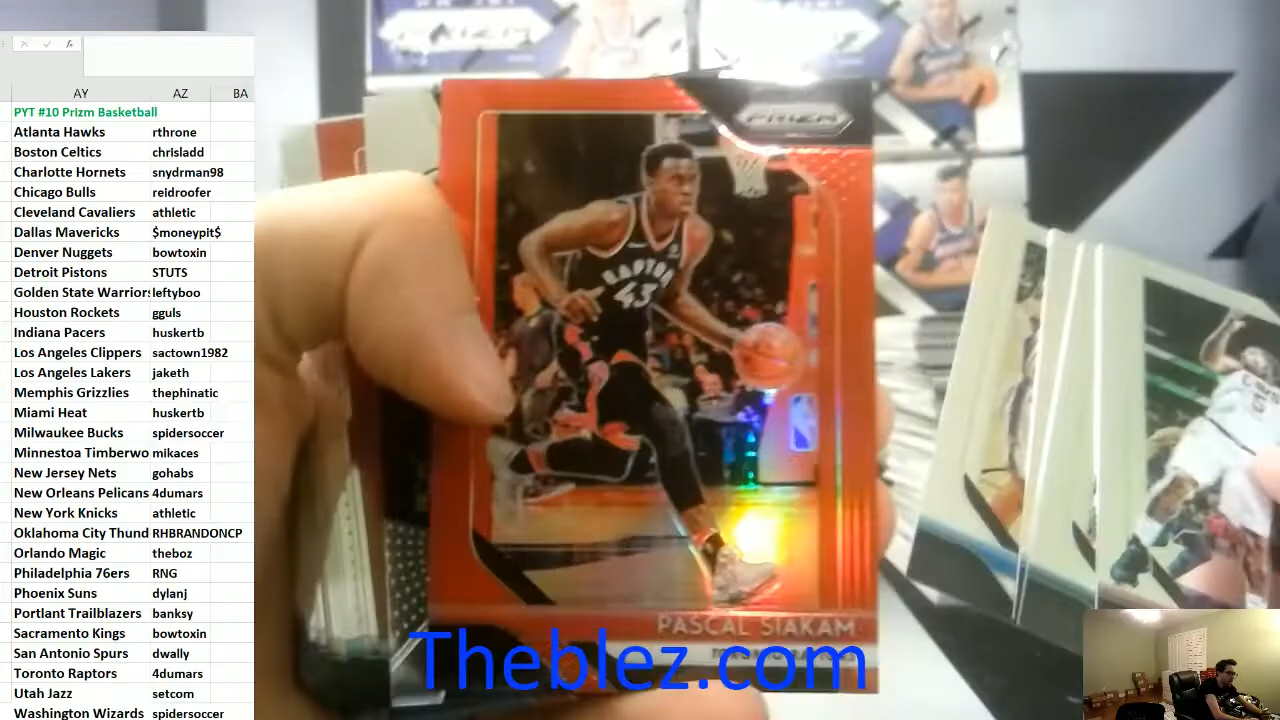 fx
AY AZ BA
PYT #10 Prizm Basketball
Atlanta Hawks rthrone
Boston Celtics chrisladd
Charlotte Hornets snydrman98
Chicago Bulls reidroofer
Cleveland Cavaliers athletic
Dallas Mavericks $moneypit$
Denver Nuggets bowtoxin
Detroit Pistons STUTS
Golden State Warriors leftyboo
Houston Rockets gguls
Indiana Pacers huskertb
Los Angeles Clippers sactown1982
Los Angeles Lakers jaketh
Memphis Grizzlies thephinatic
Miami Heat huskertb
Milwaukee Bucks spidersoccer
Minnestoa Timberwo mikaces
New Jersey Nets gohabs
New Orleans Pelicans 4dumars
New York Knicks athletic
Oklahoma City Thund RHBRANDONCP
Orlando Magic theboz
Philadelphia 76ers RNG
Phoenix Suns dylanj
Portlant Trailblazers banksy
Sacramento Kings bowtoxin
San Antonio Spurs dwally
Toronto Raptors 4dumars
Utah Jazz setcom
Washington Wizards spidersoccer
PRIZM
PRIZM
RAPTOR
43
PASCAL SIAKAM
Theblez.com